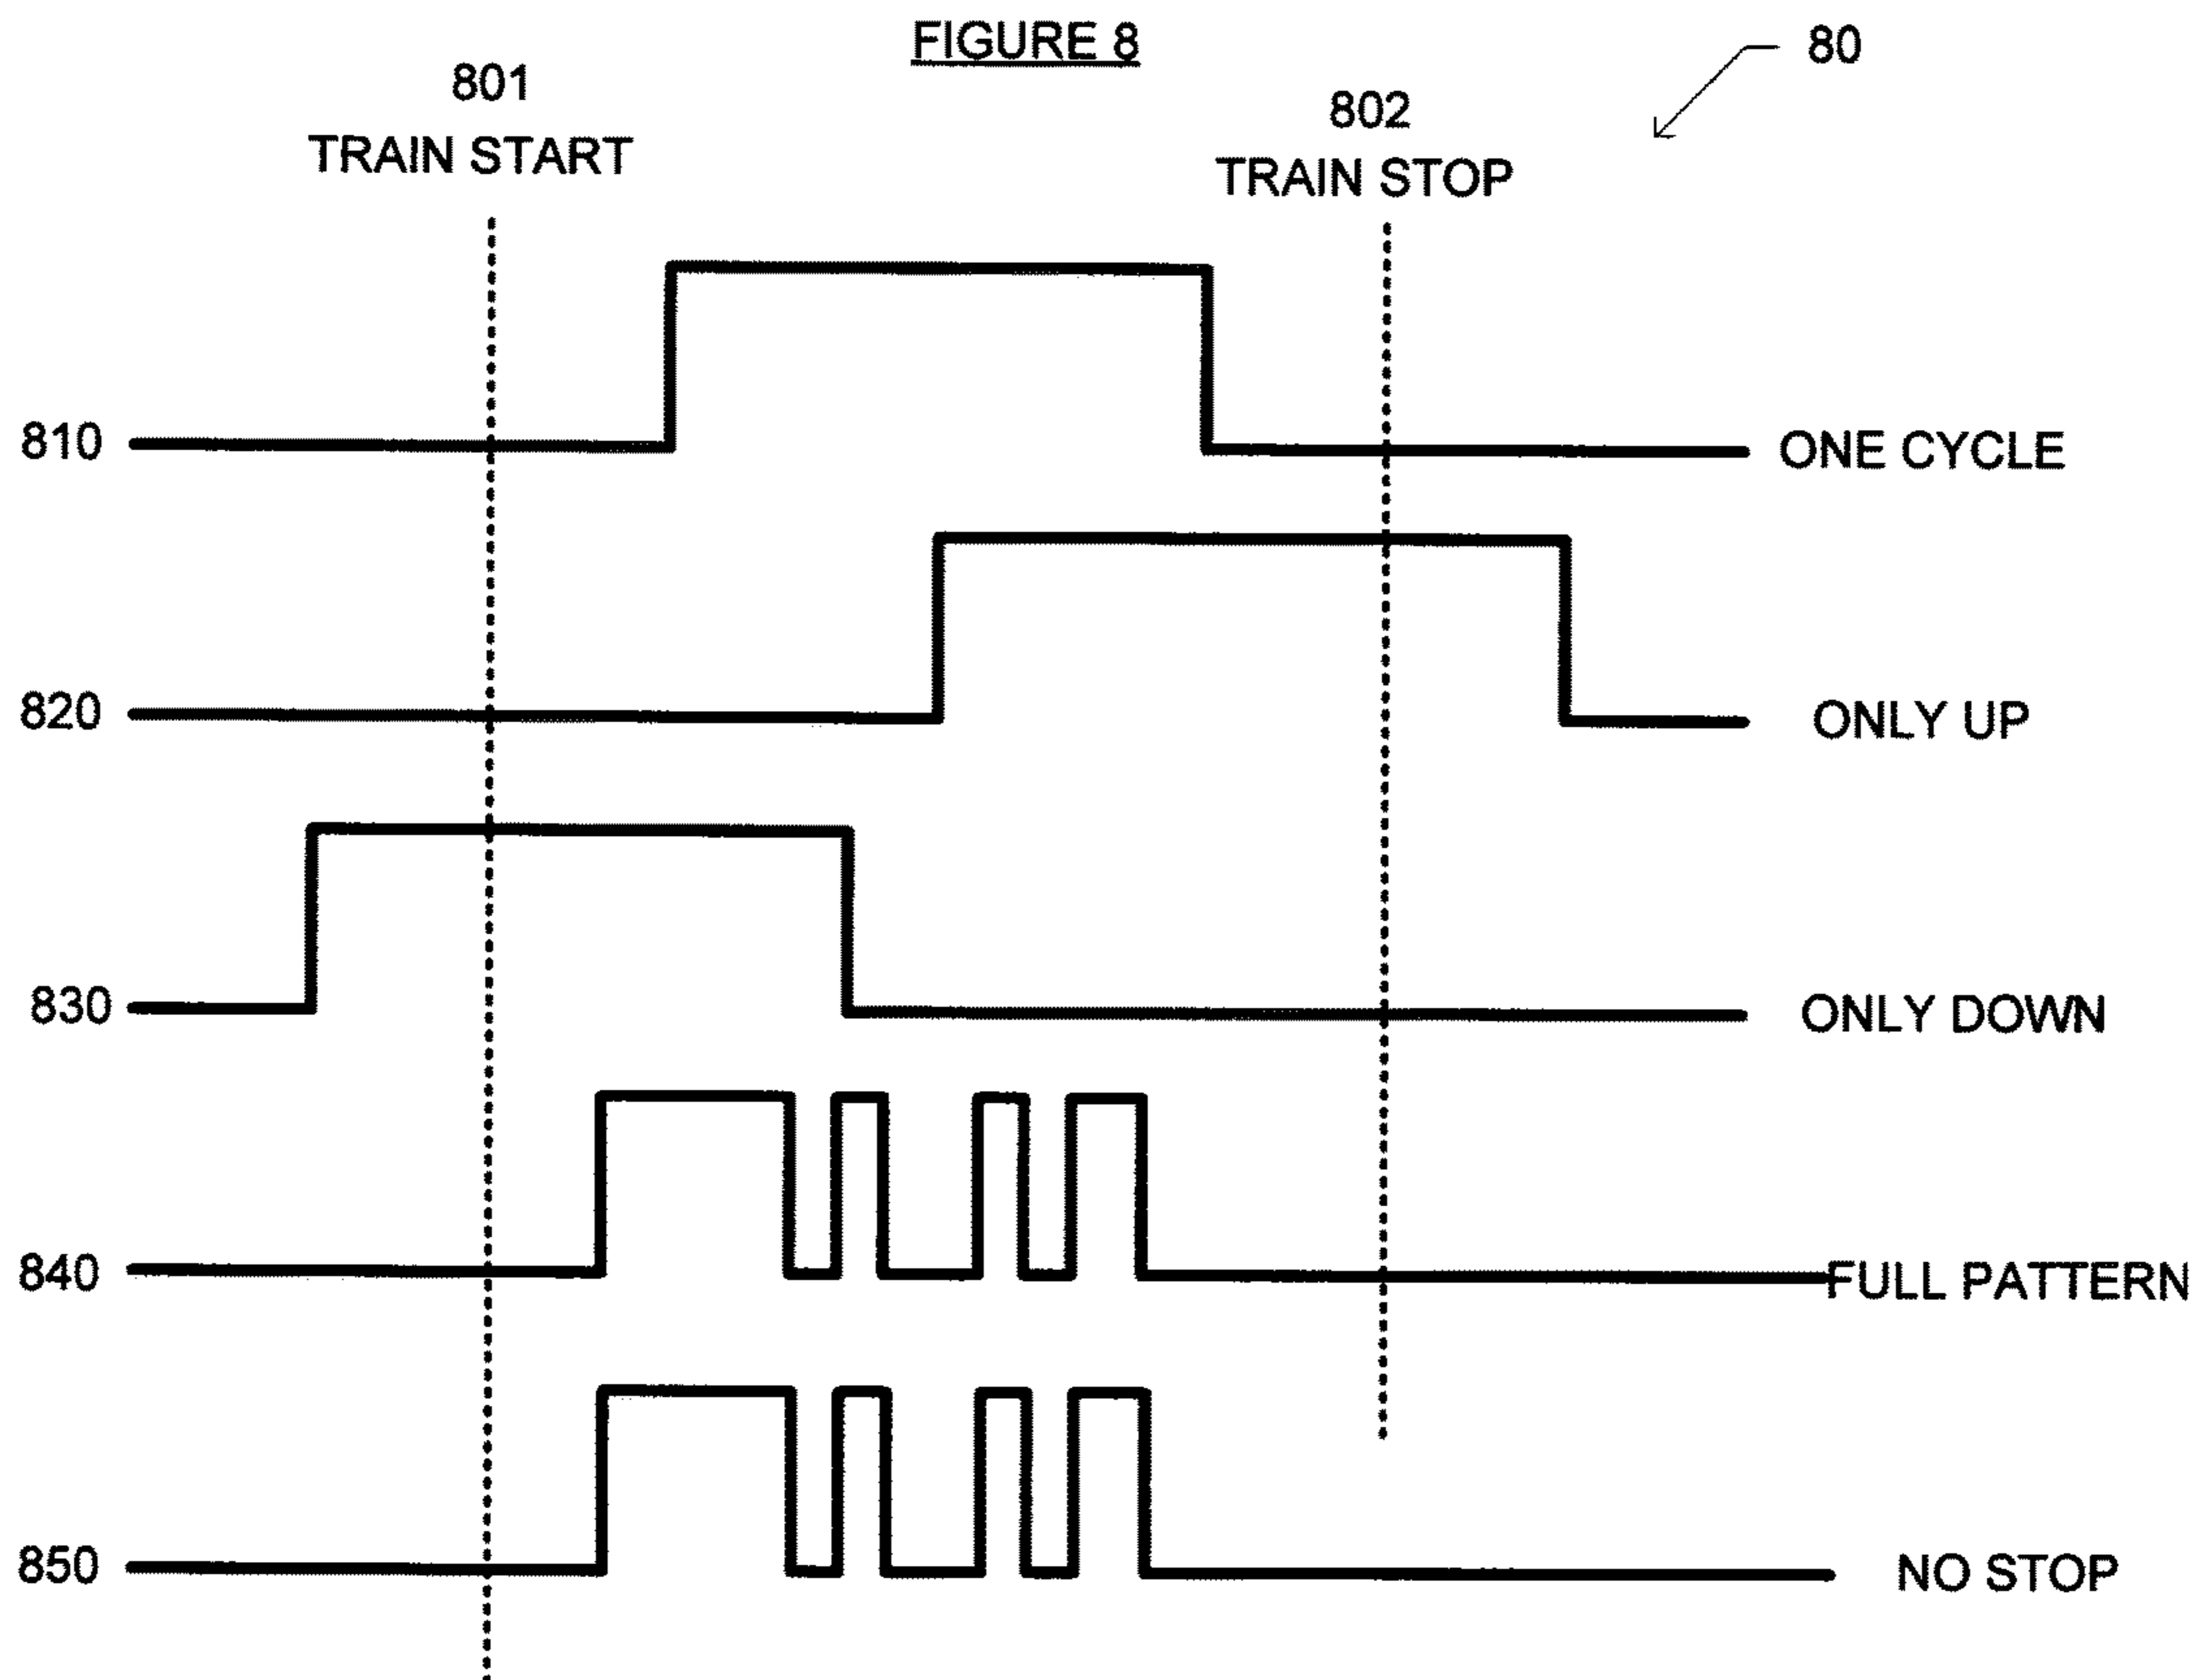 FIGURE 8
80
801
TRAIN START
802
TRAIN STOP
810
ONE CYCLE
820
ONLY UP
830
ONLY DOWN
840
FULL PATTERN
850
NO STOP